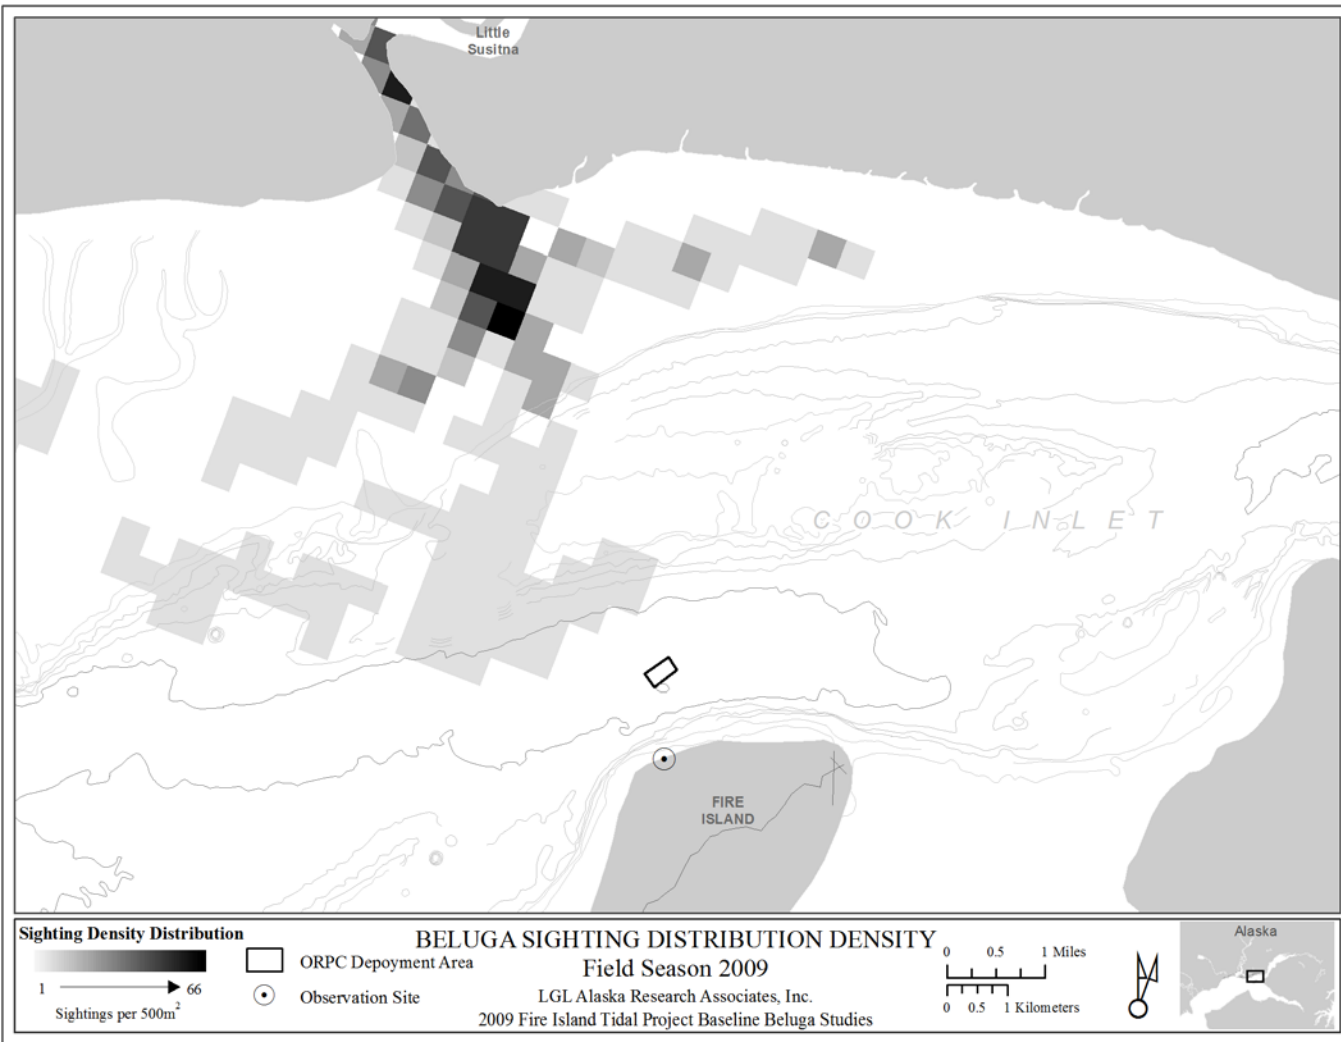 Little
Susitna
COOK INLET
FIRE
ISLAND
Sighting Density Distribution
1
66
Sightings per 500m²
ORPC Depoyment Area
Observation Site
BELUGA SIGHTING DISTRIBUTION DENSITY
Field Season 2009
LGL Alaska Research Associates, Inc.
2009 Fire Island Tidal Project Baseline Beluga Studies
0 0.5 1 Miles
0 0.5 1 Kilometers
N
Alaska